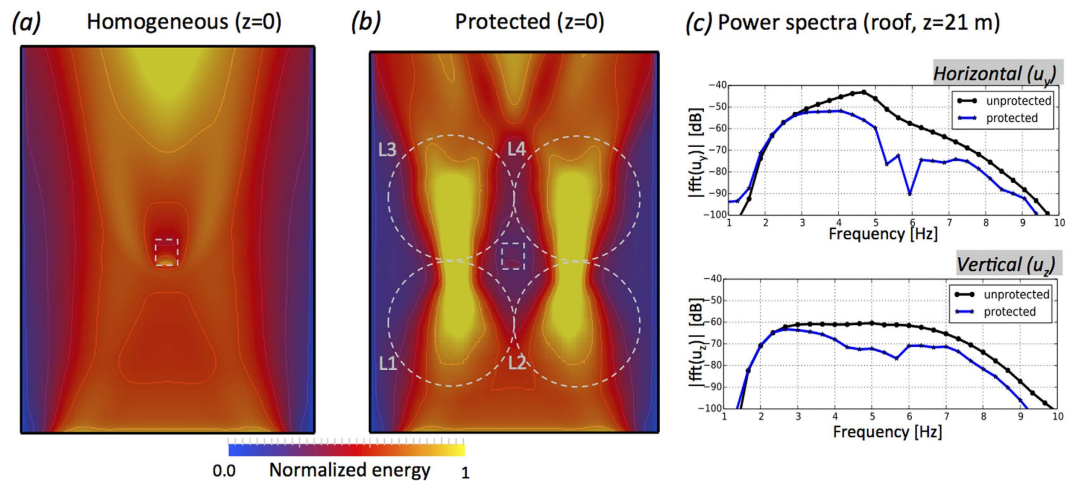 (a) Homogeneous (z=0)
(b) Protected (z=0)
(c) Power spectra (roof, z=21 m)
L3
L4
L1
L2
0.0
Normalized energy
1
Horizontal (uy)
unprotected
protected
|fft(uy)| [dB]
−40
−50
−60
−70
−80
−90
−100
1 2 3 4 5 6 7 8 9 10
Frequency [Hz]
Vertical (uz)
unprotected
protected
|fft(uz)| [dB]
−40
−50
−60
−70
−80
−90
−100
1 2 3 4 5 6 7 8 9 10
Frequency [Hz]